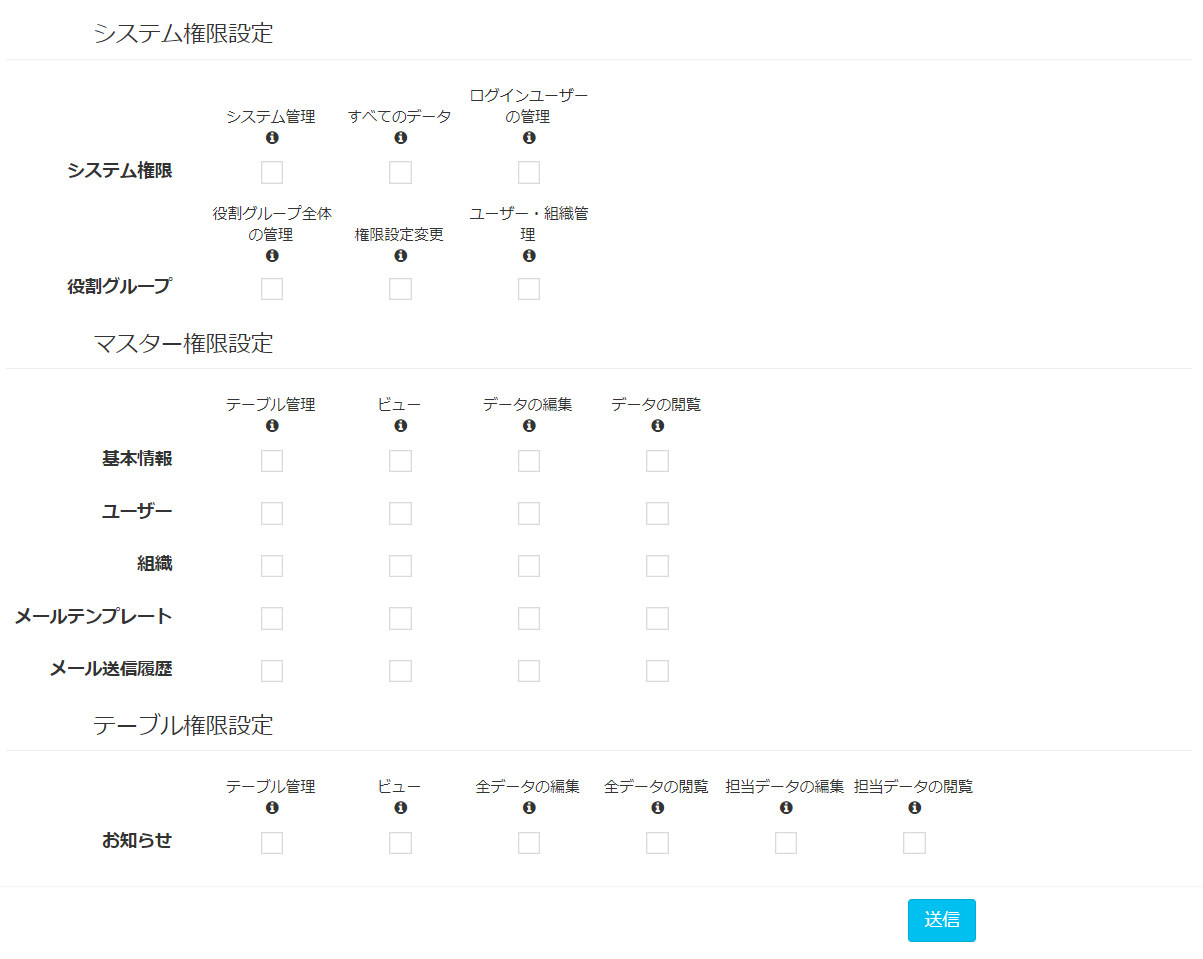 システム権限設定
システム管理 すべてのデータ ログインユーザーの管理
システム権限
役割グループ全体の管理 権限設定変更 ユーザー・組織管理
役割グループ
マスター権限設定
テーブル管理 ビュー データの編集 データの閲覧
基本情報
ユーザー
組織
メールテンプレート
メール送信履歴
テーブル権限設定
テーブル管理 ビュー 全データの編集 全データの閲覧 担当データの編集 担当データの閲覧
お知らせ
送信